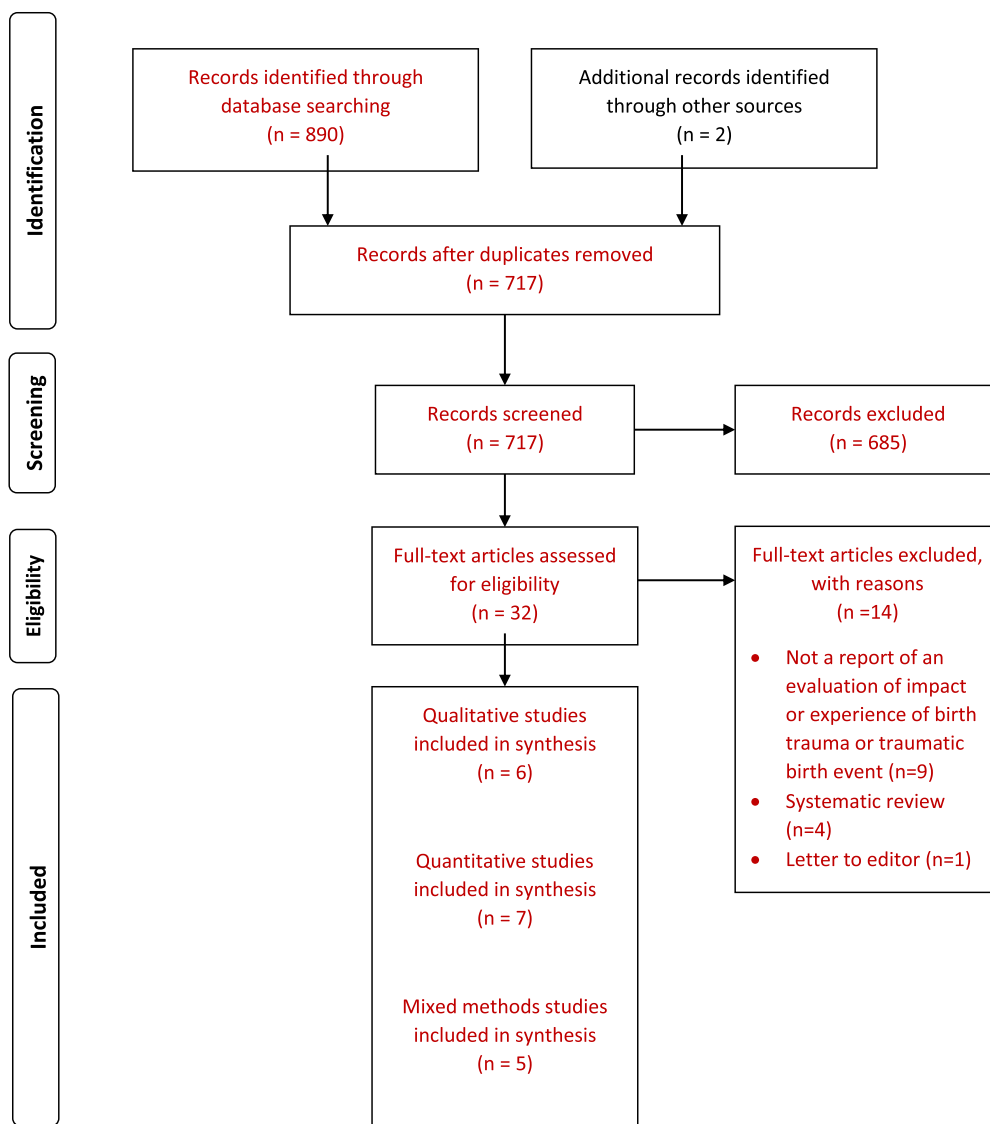 Identification
Records identified through
database searching
(n = 890)
Additional records identified
through other sources
(n = 2)
Records after duplicates removed
(n = 717)
Screening
Records screened
(n = 717)
Records excluded
(n = 685)
Eligibility
Full-text articles assessed
for eligibility
(n = 32)
Full-text articles excluded,
with reasons
(n =14)
• Not a report of an
evaluation of impact
or experience of birth
trauma or traumatic
birth event (n=9)
• Systematic review
(n=4)
• Letter to editor (n=1)
Included
Qualitative studies
included in synthesis
(n = 6)
Quantitative studies
included in synthesis
(n = 7)
Mixed methods studies
included in synthesis
(n = 5)